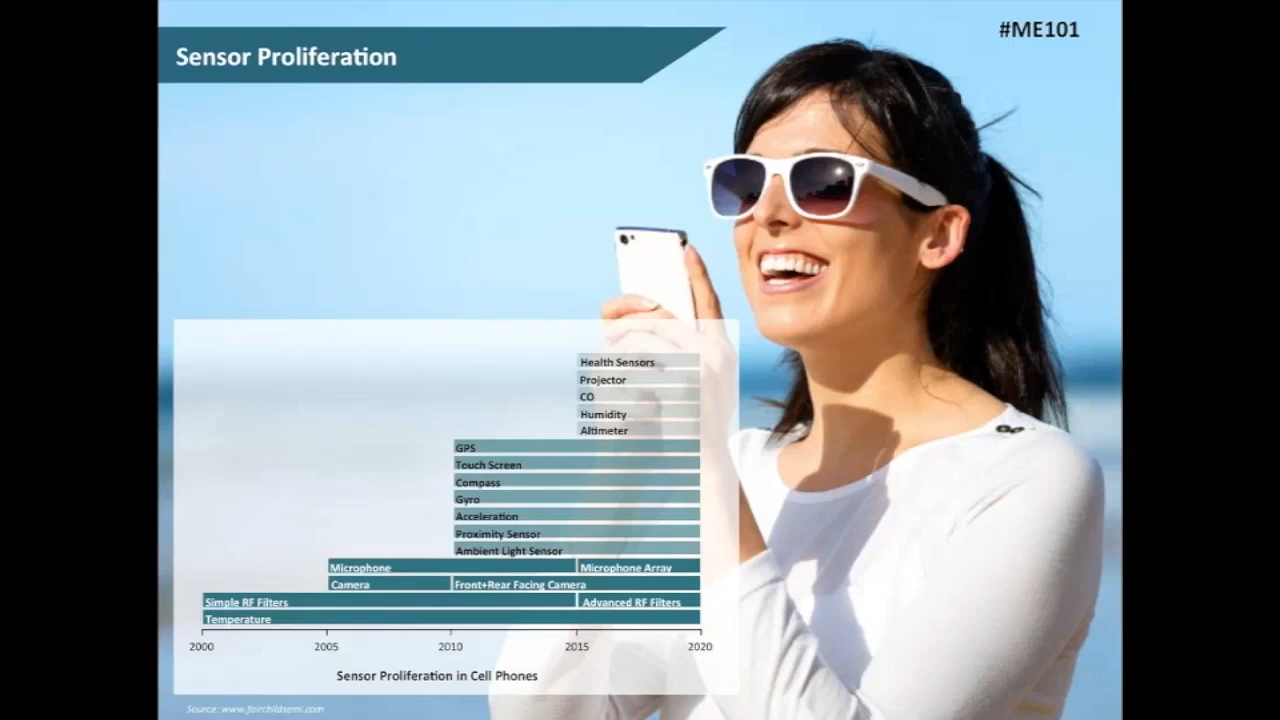 #ME101
Sensor Proliferation
Health Sensors
Projector
CO
Humidity
Altimeter
GPS
Touch Screen
Compass
Gyro
Acceleration
Proximity Sensor
Ambient Light Sensor
Microphone Microphone Array
Camera Front+Rear Facing Camera
Simple RF Filters Advanced RF Filters
Temperature
2000 2005 2010 2015 2020
Sensor Proliferation in Cell Phones
Source: www.fairchildsemi.com